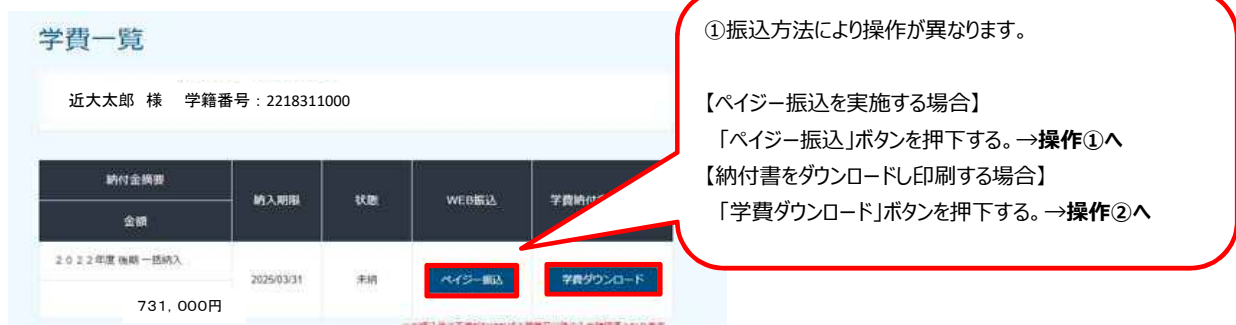 学費一覧
近大太郎 様 学籍番号：2218311000
納付金摘要
金額
納入期限
状態
WEB振込
学費納付
2022年度 後期 一括納入
731,000円
2025/03/31
未納
ペイジー振込
学費ダウンロード
①振込方法により操作が異なります。
【ペイジー振込を実施する場合】
「ペイジー振込」ボタンを押下する。→操作①へ
【納付書をダウンロードし印刷する場合】
「学費ダウンロード」ボタンを押下する。→操作②へ